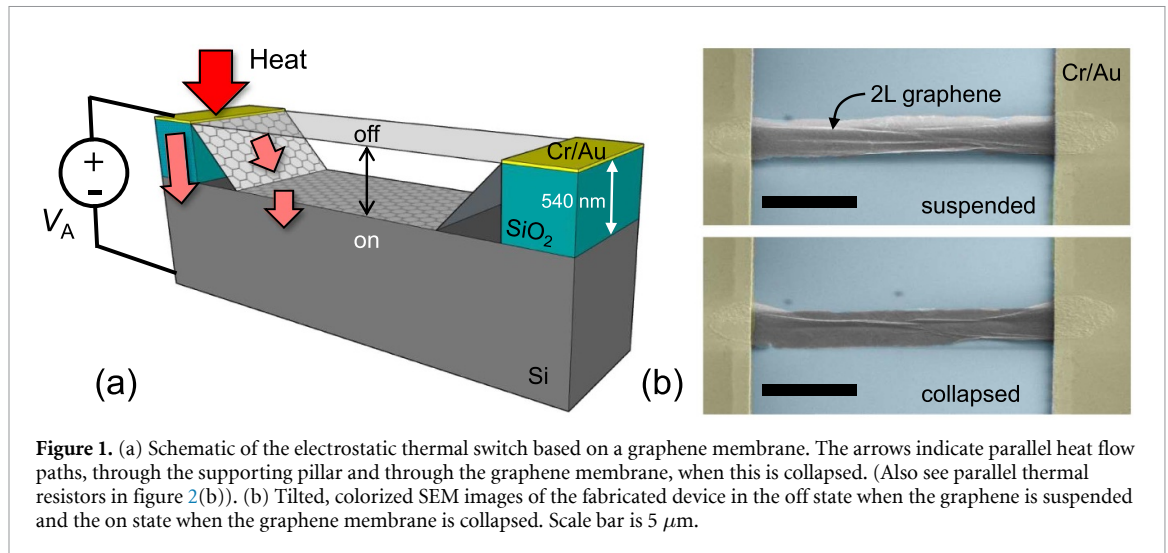 Heat
off
Cr/Au
540 nm
SiO₂
on
+
-
V_A
Si
(a)
Cr/Au
2L graphene
suspended
(b)
collapsed
Figure 1. (a) Schematic of the electrostatic thermal switch based on a graphene membrane. The arrows indicate parallel heat flow
paths, through the supporting pillar and through the graphene membrane, when this is collapsed. (Also see parallel thermal
resistors in figure 2(b)). (b) Tilted, colorized SEM images of the fabricated device in the off state when the graphene is suspended
and the on state when the graphene membrane is collapsed. Scale bar is 5 μm.